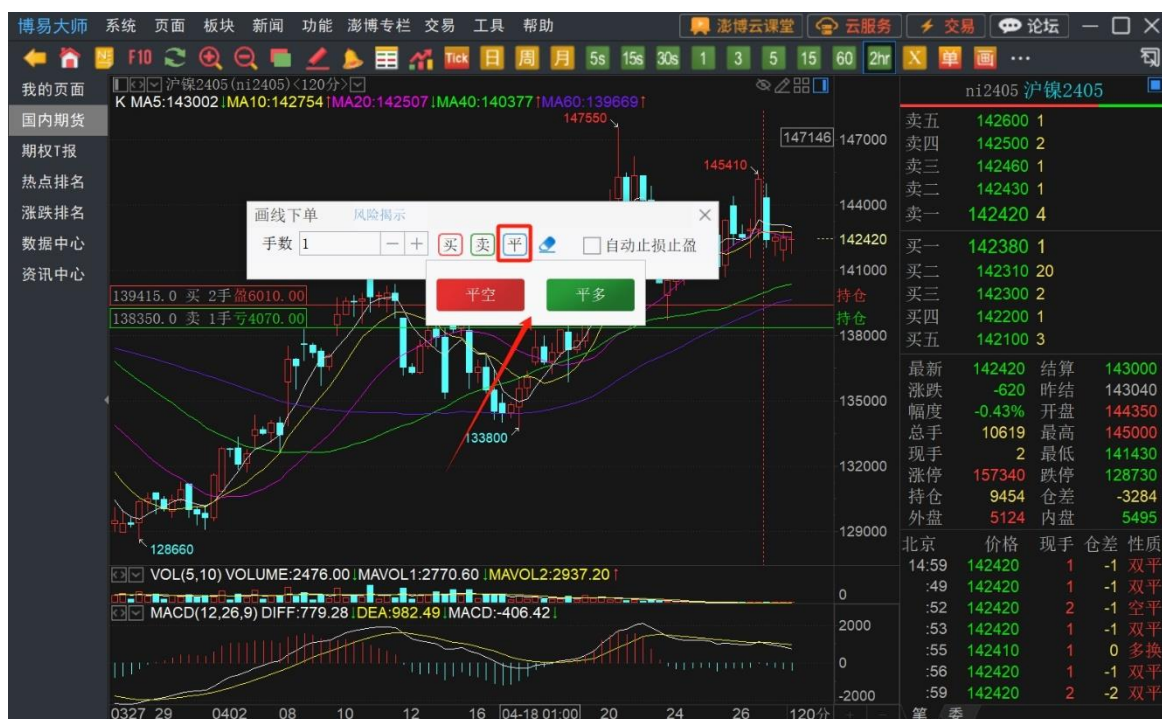 博易大师 系统 页面 板块 新闻 功能 澎博专栏 交易 工具 帮助 澎博云课堂 云服务 交易 论坛
F10 Tick 日 周 月 5s 15s 30s 1 3 5 15 60 2hr X 单 画
我的页面
国内期货
期权T报
热点排名
涨跌排名
数据中心
资讯中心
沪镍2405(ni2405)<120分>
K MA5:143002↓MA10:142754↑MA20:142507↓MA40:140377↑MA60:139669↑
147550
147146
147000
145410
144000
142420
141000
持仓
持仓
138000
135000
132000
129000
画线下单 风险揭示
手数 1 买 卖 平 自动止损止盈
平空 平多
139415.0 买 2手盈6010.00
138350.0 卖 1手亏4070.00
133800
128660
VOL(5,10) VOLUME:2476.00↓MAVOL1:2770.60↓MAVOL2:2937.20↑
0
MACD(12,26,9) DIFF:779.28↓DEA:982.49↓MACD:-406.42↓
2000
0
-2000
0327 29 0402 08 10 12 16 04-18 01:00 20 24 26 120分
ni2405 沪镍2405
卖五 142600 1
卖四 142500 2
卖三 142460 1
卖二 142430 1
卖一 142420 4
买一 142380 1
买二 142310 20
买三 142300 2
买四 142200 1
买五 142100 3
最新 142420 结算 143000
涨跌 -620 昨结 143040
幅度 -0.43% 开盘 144350
总手 10619 最高 145000
现手 2 最低 141430
涨停 157340 跌停 128730
持仓 9454 仓差 -3284
外盘 5124 内盘 5495
北京 价格 现手 仓差 性质
14:59 142420 1 -1 双平
:49 142420 1 -1 双平
:52 142420 2 -1 空平
:53 142420 1 -1 双平
:55 142410 1 0 多换
:56 142420 1 -1 双平
:59 142420 2 -2 双平
笔 委